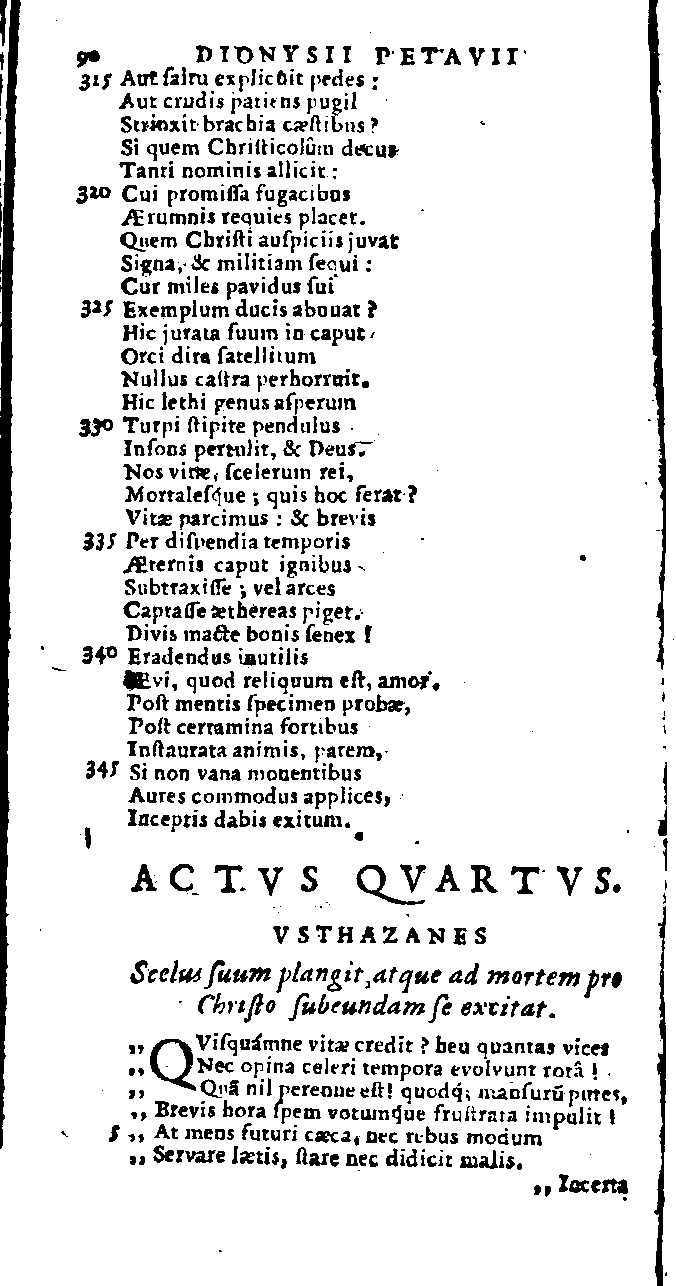 90 DIONYSII PETAVII
315 Aut ſaltu explicuit pedes :
Aut crudis patiens pugil
Strinxit brachia cæſtibus ?
Si quem Chriſticolûm decus
Tanti nominis allicit :
320 Cui promiſſa fugacibus
Ærumnis requies placet.
Quem Chriſti auſpiciis juvat
Signa, & militiam ſequi :
Cur miles pavidus ſui
325 Exemplum ducis abnuat ?
Hic jurata ſuum in caput
Orci dira ſatellitum
Nullus caſtra perhorruit.
Hic lethi genus aſperum
330 Turpi ſtipite pendulus
Inſons pertulit, & Deus.
Nos vitæ, ſcelerum rei,
Mortaleſque ; quis hoc ferat ?
Vitæ parcimus : & brevis
335 Per diſpendia temporis
Æternis caput ignibus
Subtraxiſſe ; vel arces
Captaſſe æthereas piget.
Divis macte bonis ſenex !
340 Eradendus inutilis
Ævi, quod reliquum eſt, amor.
Poſt mentis ſpecimen probæ,
Poſt certamina fortibus
Inſtaurata animis, parem,
345 Si non vana monentibus
Aures commodus applices,
Inceptis dabis exitum.
ACTVS QVARTVS.
VSTHAZANES
Scelus ſuum plangit, atque ad mortem pro
Chriſto ſubeundam ſe excitat.
,, QViſquámne vitæ credit ? heu quantas vices
,, Nec opina celeri tempora evolvunt rotâ !
,, Quā nil perenne eſt ! quodq́; manſurū putes,
,, Brevis hora ſpem votumq́ue fruſtrata impulit !
5 ,, At mens futuri cæca, nec rebus modum
,, Servare lætis, ſtare nec didicit malis.
,, Incerta